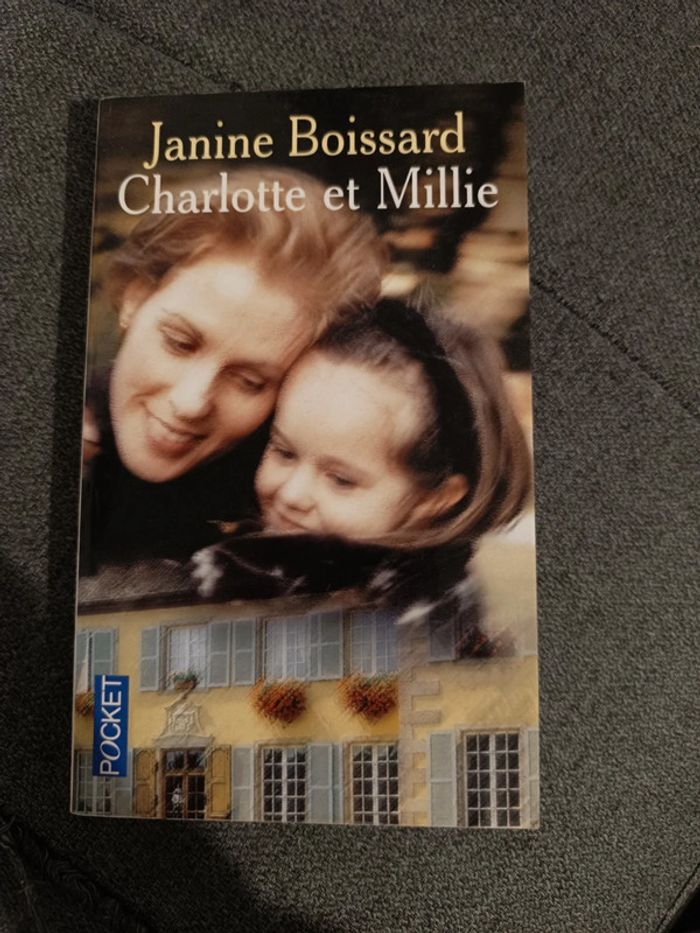 Janine Boissard
Charlotte et Millie
POCKET